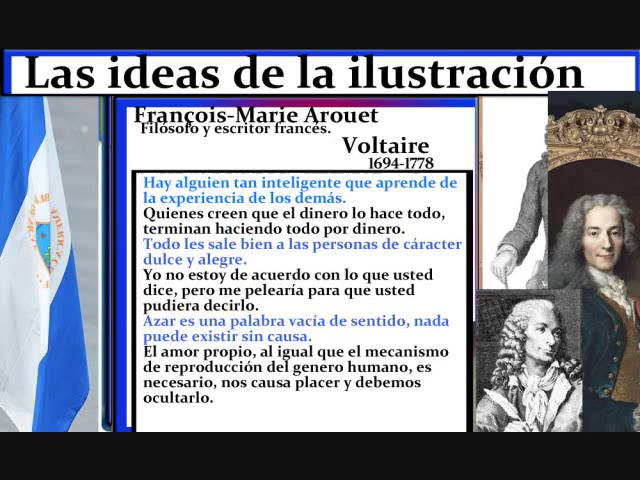 Las ideas de la ilustración
François-Marie Arouet
Filósofo y escritor francés.
Voltaire
1694-1778
Hay alguien tan inteligente que aprende de
la experiencia de los demás.
Quienes creen que el dinero lo hace todo,
terminan haciendo todo por dinero.
Todo les sale bien a las personas de cáracter
dulce y alegre.
Yo no estoy de acuerdo con lo que usted
dice, pero me pelearía para que usted
pudiera decirlo.
Azar es una palabra vacía de sentido, nada
puede existir sin causa.
El amor propio, al igual que el mecanismo
de reproducción del genero humano, es
necesario, nos causa placer y debemos
ocultarlo.